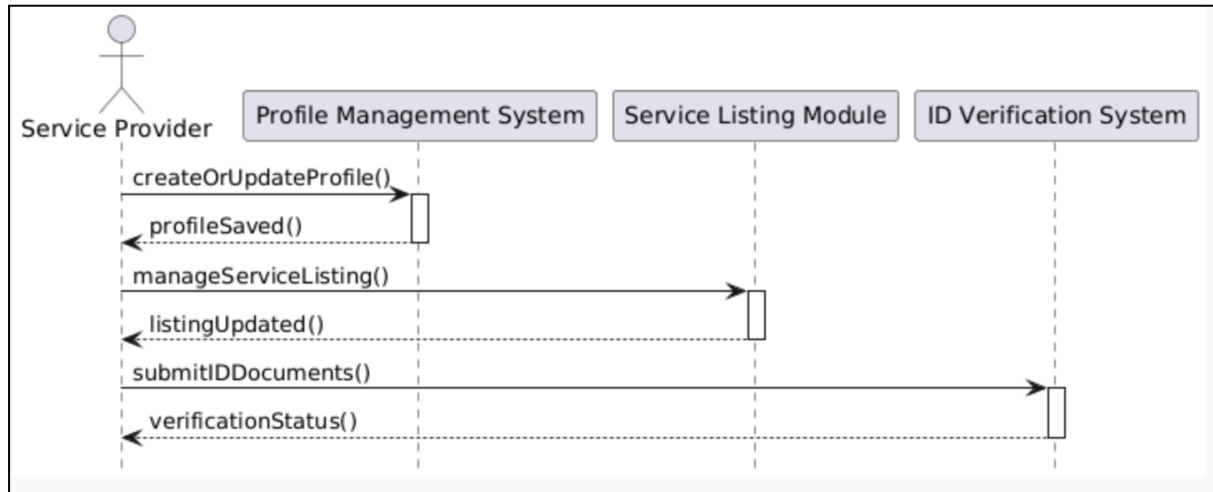 Service Provider
Profile Management System
Service Listing Module
ID Verification System
createOrUpdateProfile()
profileSaved()
manageServiceListing()
listingUpdated()
submitIDDocuments()
verificationStatus()